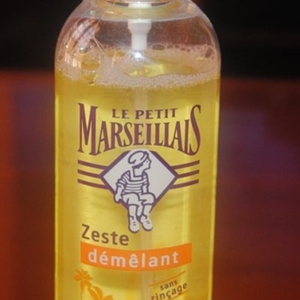 LE PETIT
MARSEILLAIS
Zeste
démêlant
sans
rinçage